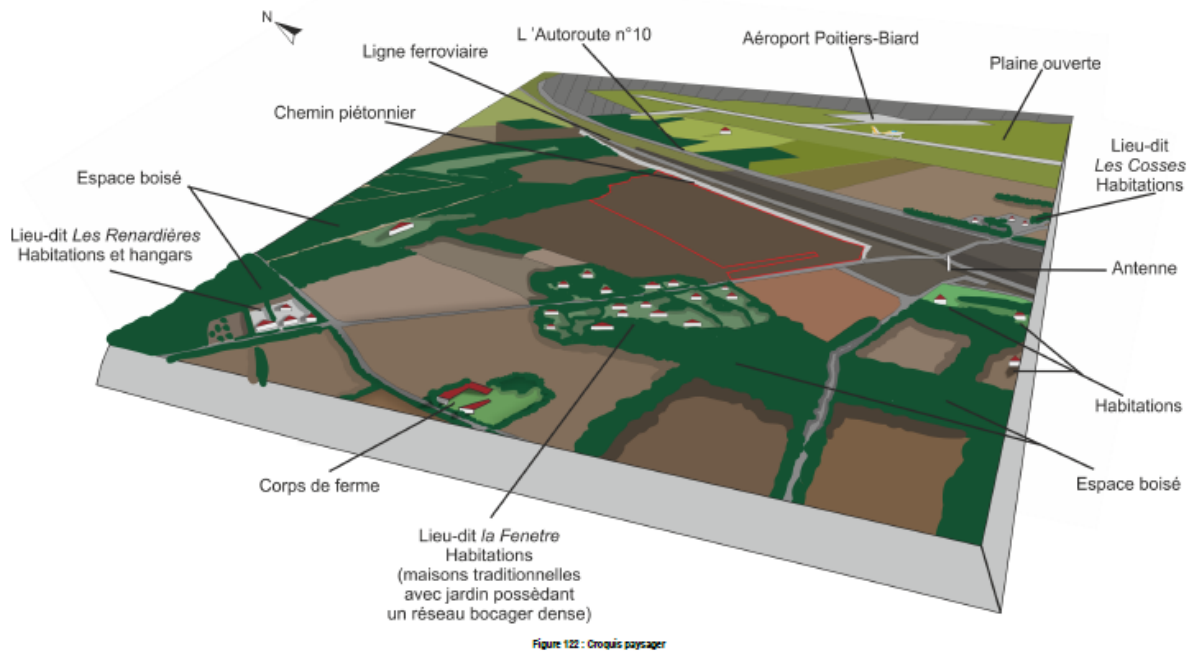 N
L 'Autoroute n°10
Aéroport Poitiers-Biard
Ligne ferroviaire
Plaine ouverte
Chemin piétonnier
Lieu-dit
Les Cosses
Habitations
Espace boisé
Lieu-dit Les Renardières
Habitations et hangars
Antenne
Habitations
Corps de ferme
Espace boisé
Lieu-dit la Fenetre
Habitations
(maisons traditionnelles
avec jardin possèdant
un réseau bocager dense)
Figure 122 : Croquis paysager